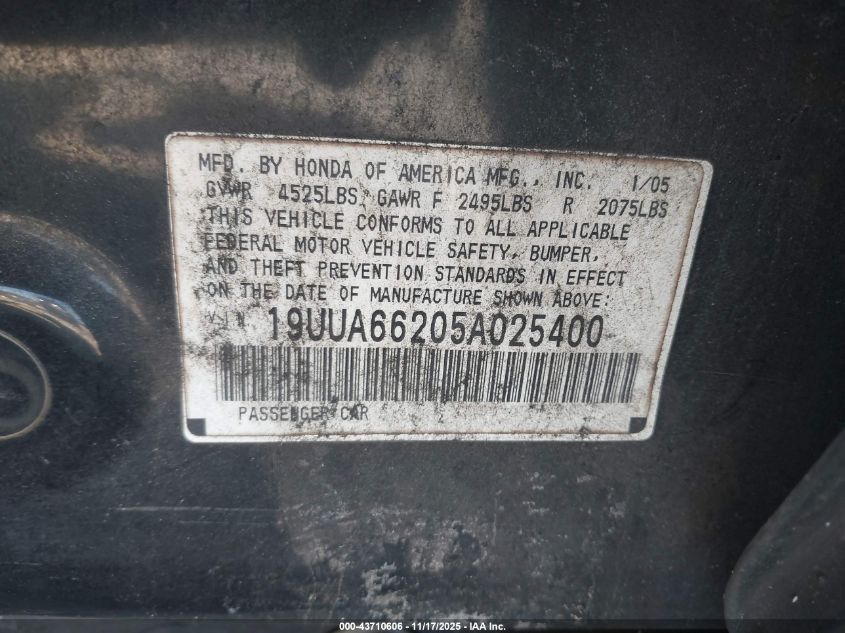 MFD. BY HONDA OF AMERICA MFG., INC. 1/05
GVWR 4525LBS, GAWR F 2495LBS R 2075LBS
THIS VEHICLE CONFORMS TO ALL APPLICABLE
FEDERAL MOTOR VEHICLE SAFETY, BUMPER,
AND THEFT PREVENTION STANDARDS IN EFFECT
ON THE DATE OF MANUFACTURE SHOWN ABOVE:
V.I.N. 19UUA66205A025400
PASSENGER CAR 2
000-43710606 - 11/17/2025 - IAA Inc.